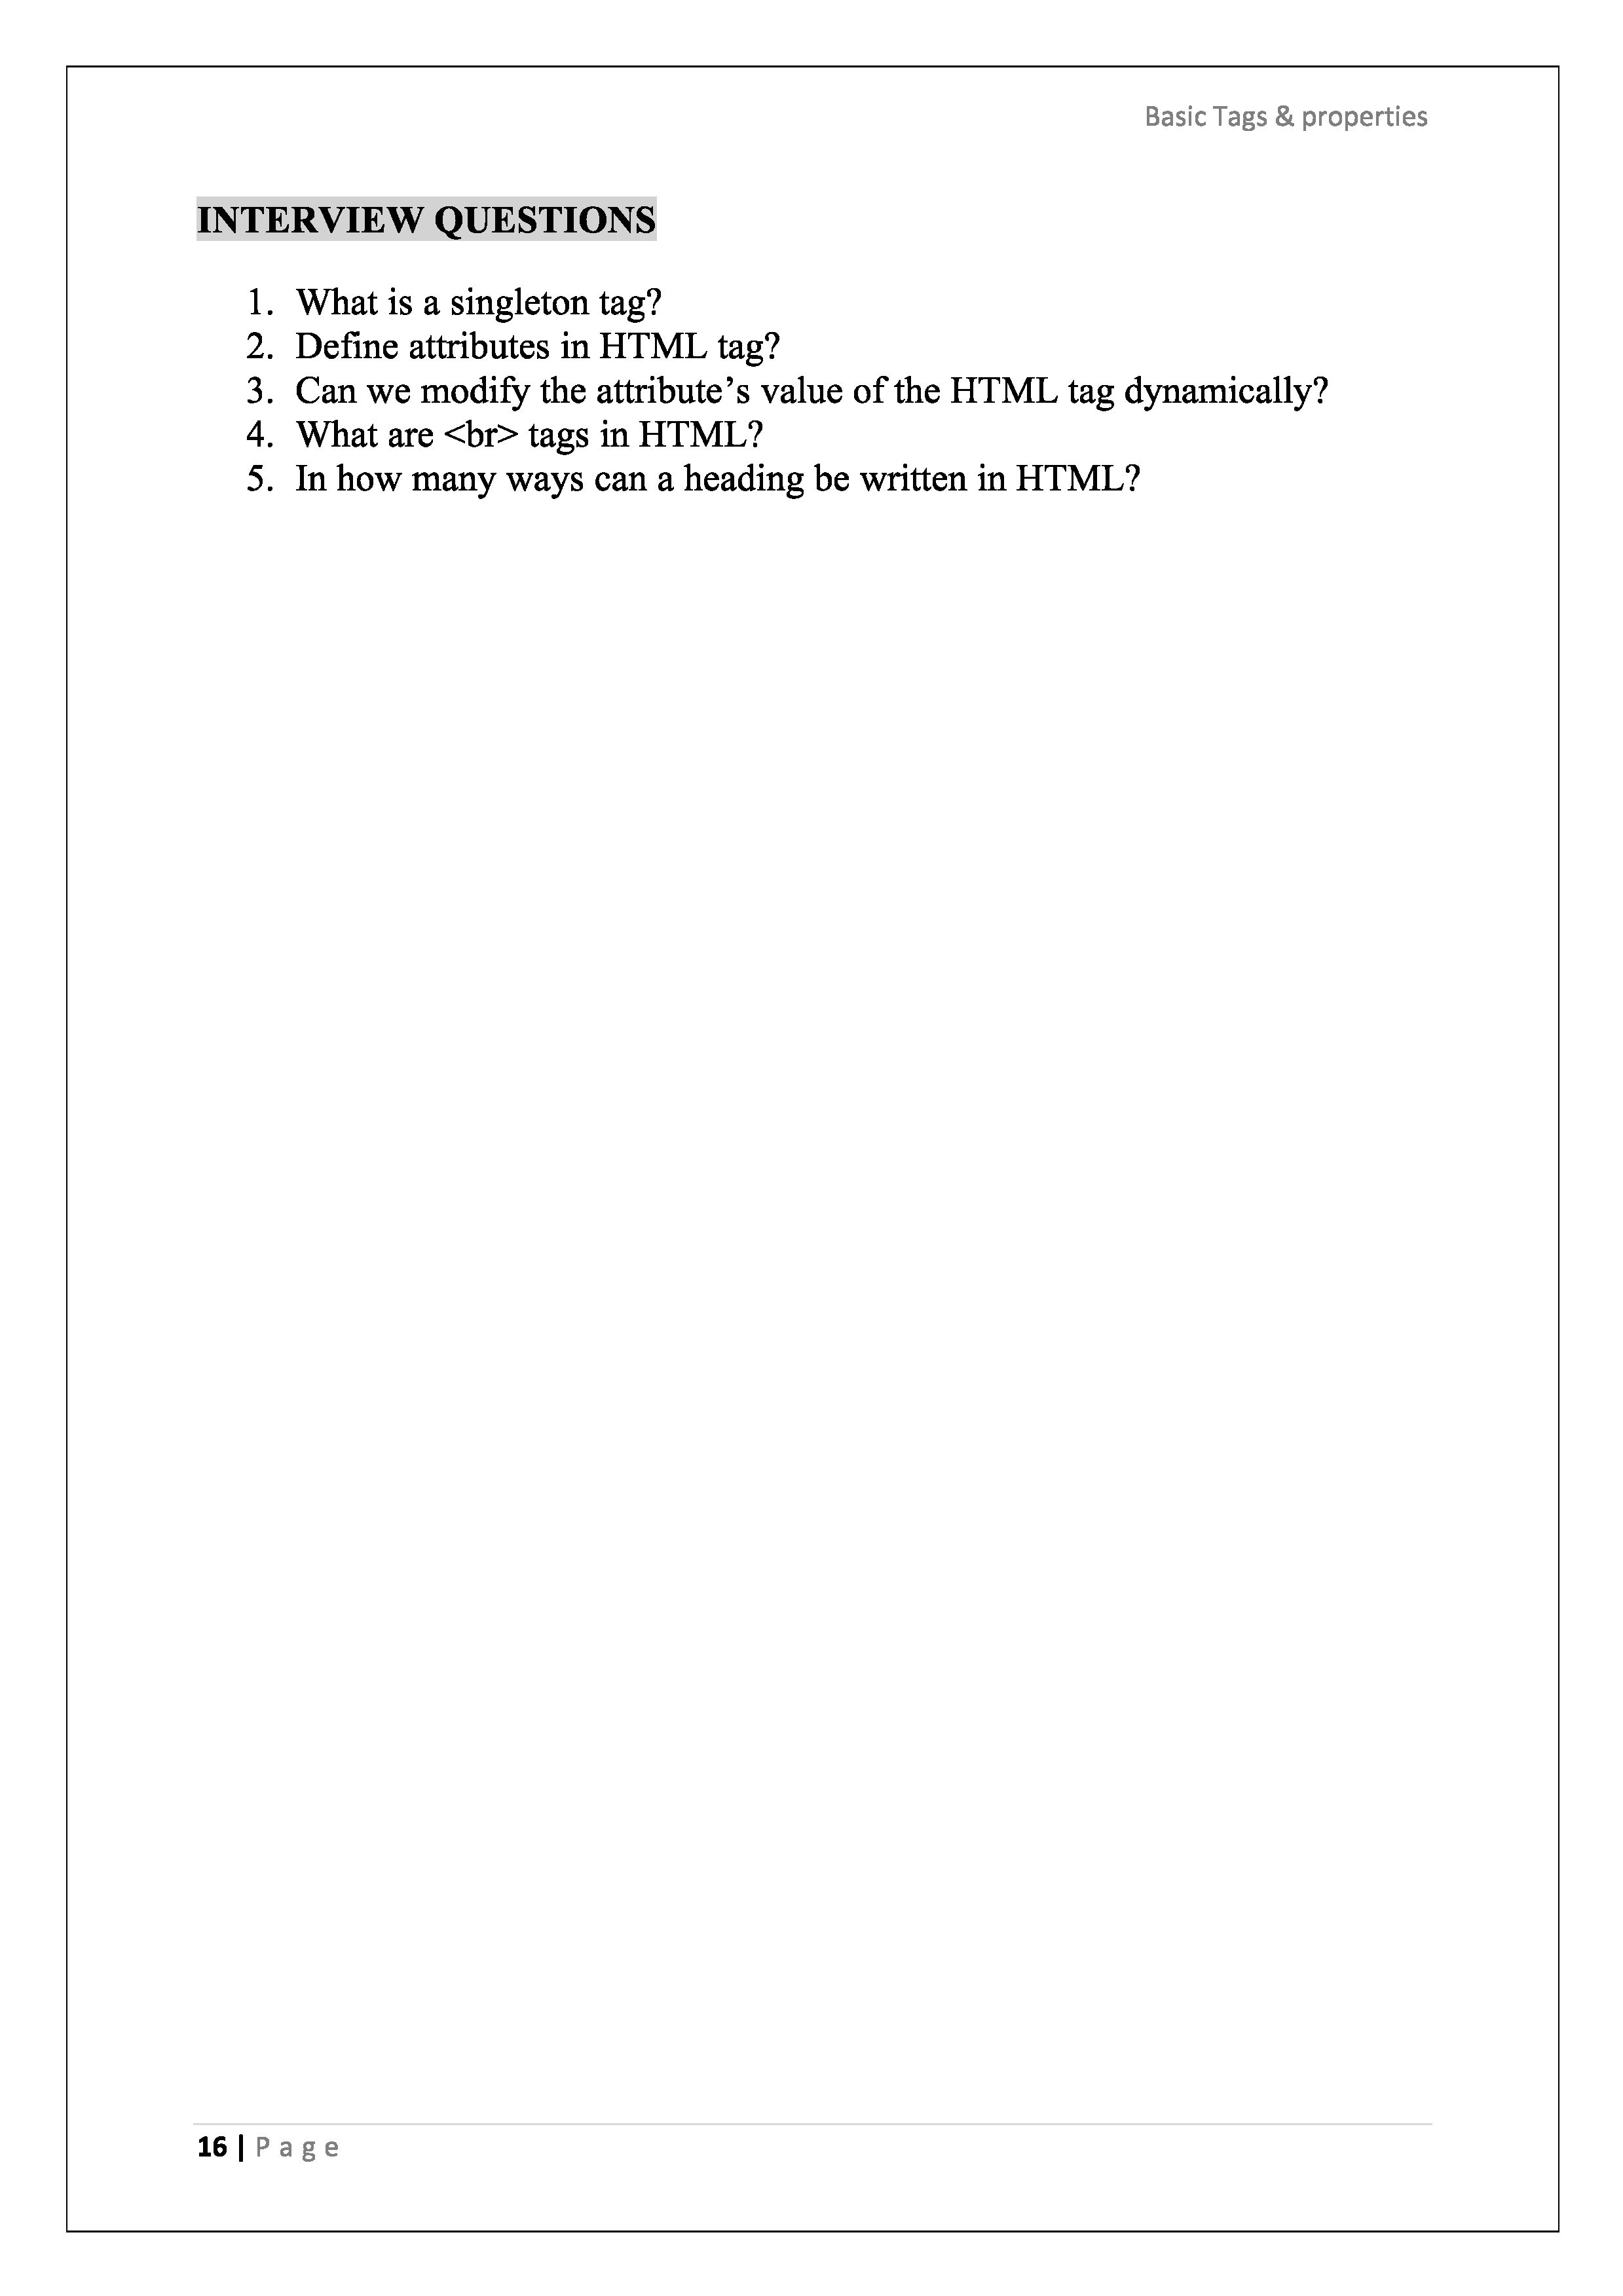 Basic Tags & properties
INTERVIEW QUESTIONS
1. What is a singleton tag?
2. Define attributes in HTML tag?
3. Can we modify the attribute’s value of the HTML tag dynamically?
4. What are <br> tags in HTML?
5. In how many ways can a heading be written in HTML?
16 | P a g e